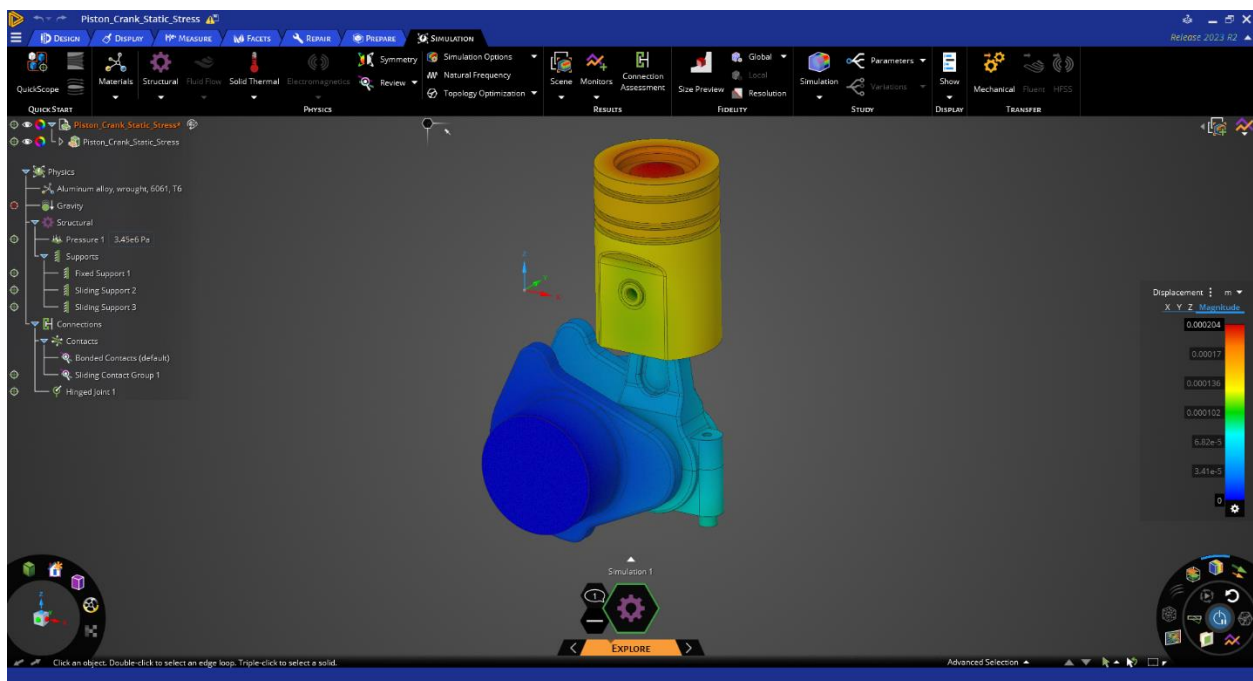 Piston_Crank_Static_Stress
Release 2023 R2
DESIGN DISPLAY MEASURE FACETS REPAIR PREPARE SIMULATION
QuickScope
QUICK START
Materials Structural Fluid Flow Solid Thermal Electromagnetics
Symmetry
Review
PHYSICS
Simulation Options
Natural Frequency
Topology Optimization
Scene Monitors Connection Assessment
RESULTS
Size Preview
Global
Local
Resolution
FIDELITY
Simulation
Parameters
Variations
STUDY
Show
DISPLAY
Mechanical Fluent HFSS
TRANSFER
Piston_Crank_Static_Stress*
Piston_Crank_Static_Stress
Physics
Aluminum alloy, wrought, 6061, T6
Gravity
Structural
Pressure 1 3.45e6 Pa
Supports
Fixed Support 1
Sliding Support 2
Sliding Support 3
Connections
Contacts
Bonded Contacts (default)
Sliding Contact Group 1
Hinged Joint 1
z
x
Displacement m
X Y Z Magnitude
0.000204
0.00017
0.000136
0.000102
6.82e-5
3.41e-5
0
Simulation 1
1
EXPLORE
Click an object. Double-click to select an edge loop. Triple-click to select a solid.
Advanced Selection